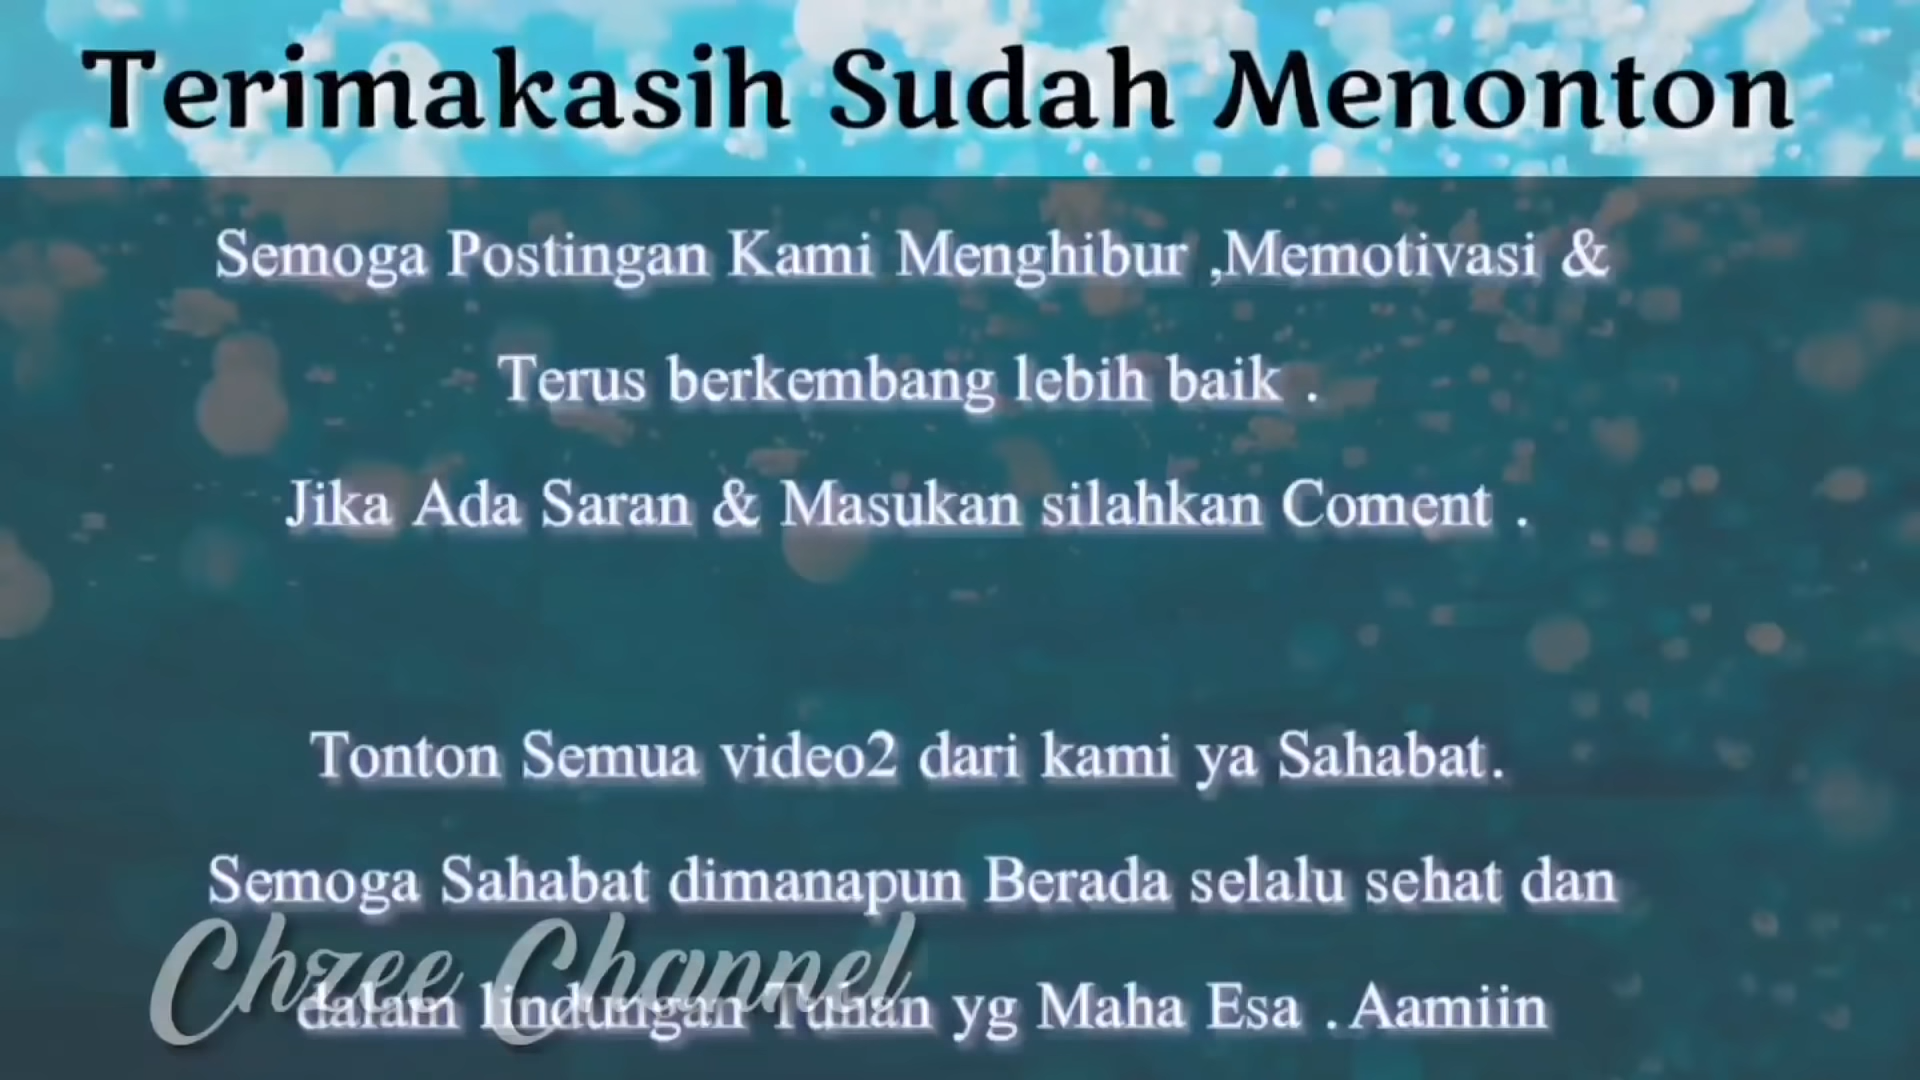 Terimakasih Sudah Menonton
Semoga Postingan Kami Menghibur ,Memotivasi &
Terus berkembang lebih baik .
Jika Ada Saran & Masukan silahkan Coment .
Tonton Semua video2 dari kami ya Sahabat.
Semoga Sahabat dimanapun Berada selalu sehat dan
Chzee Channel
dalam lindungan Tuhan yg Maha Esa . Aamiin